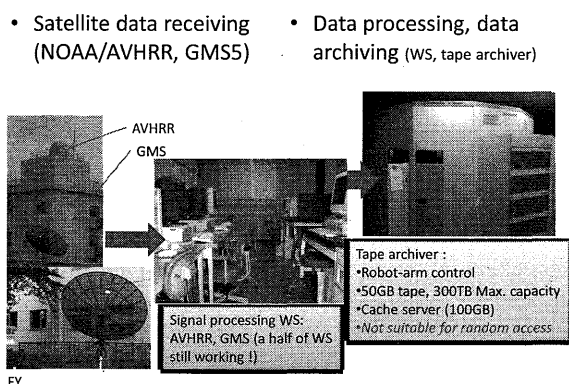 • Satellite data receiving
(NOAA/AVHRR, GMS5)
• Data processing, data
archiving (WS, tape archiver)
AVHRR
GMS
Signal processing WS:
AVHRR, GMS (a half of WS
still working !)
Tape archiver :
•Robot-arm control
•50GB tape, 300TB Max. capacity
•Cache server (100GB)
•Not suitable for random access
FY